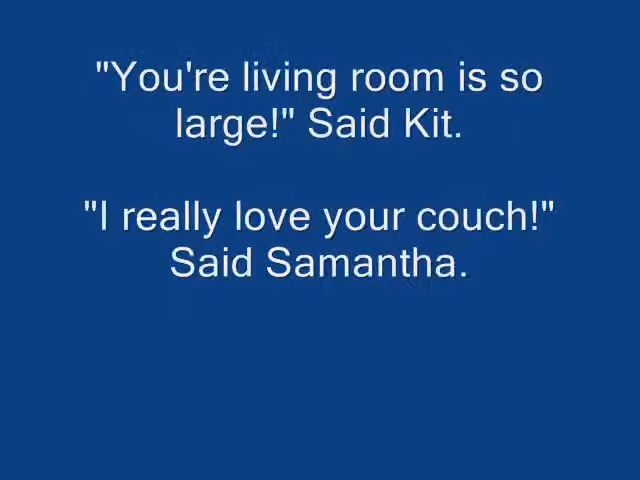 "You're living room is so
large!" Said Kit.
"I really love your couch!"
Said Samantha.